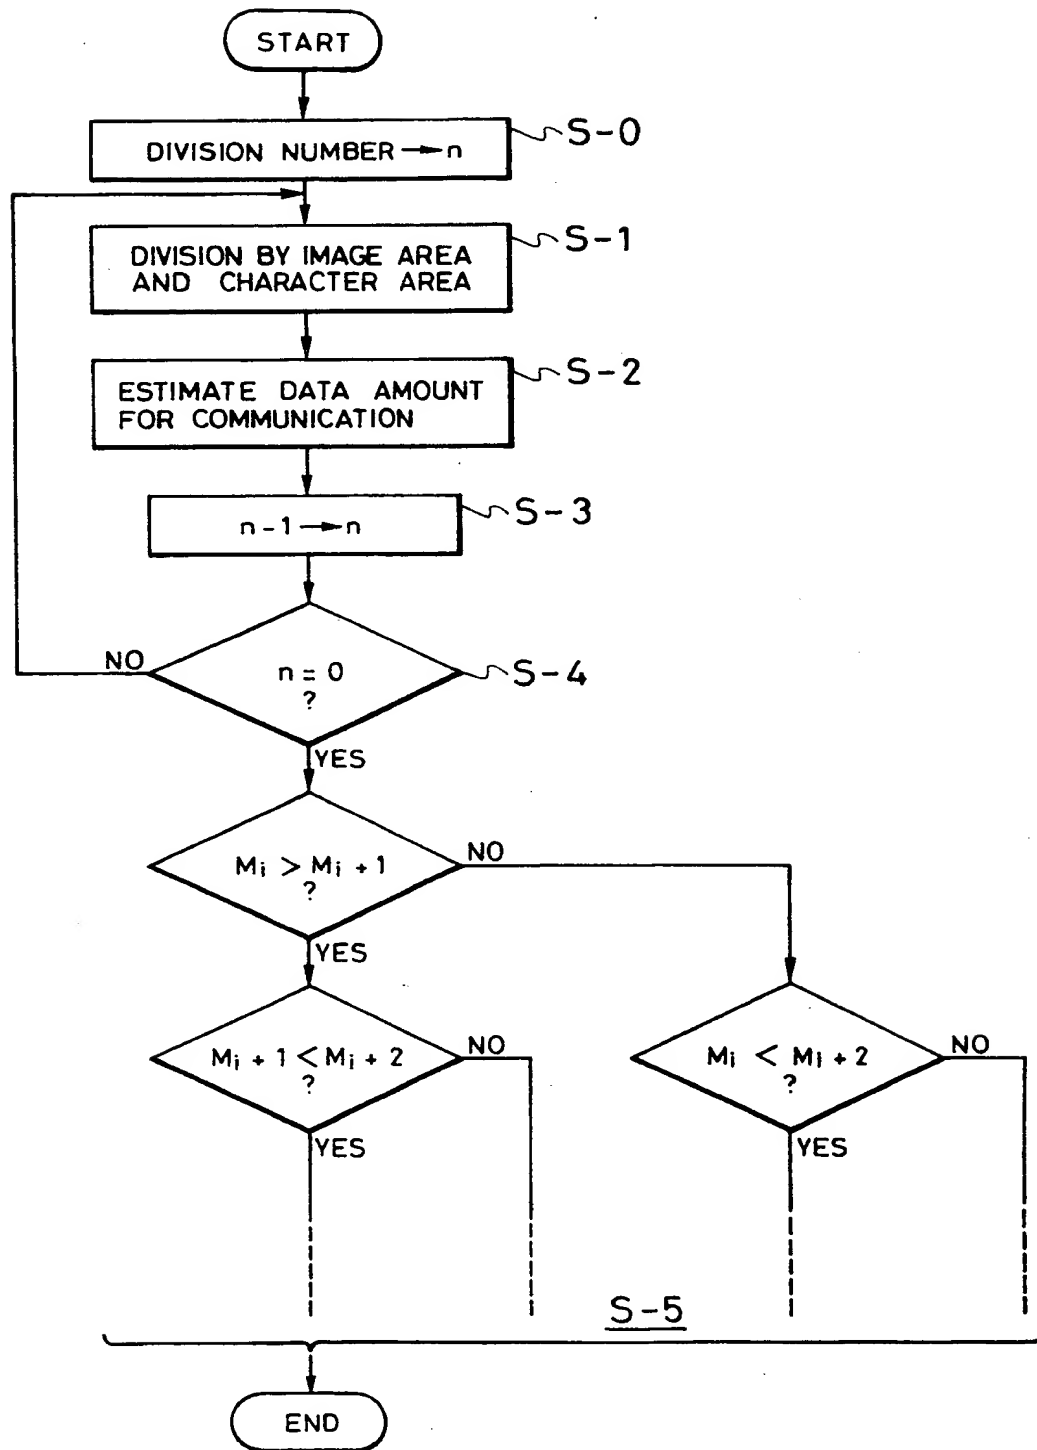 START
DIVISION NUMBER → n
S-0
DIVISION BY IMAGE AREA
AND CHARACTER AREA
S-1
ESTIMATE DATA AMOUNT
FOR COMMUNICATION
S-2
n-1 → n
S-3
NO
n = 0
?
S-4
YES
Mi > Mi + 1
?
NO
YES
Mi + 1 < Mi + 2
?
NO
YES
Mi < Mi + 2
?
NO
YES
S-5
END